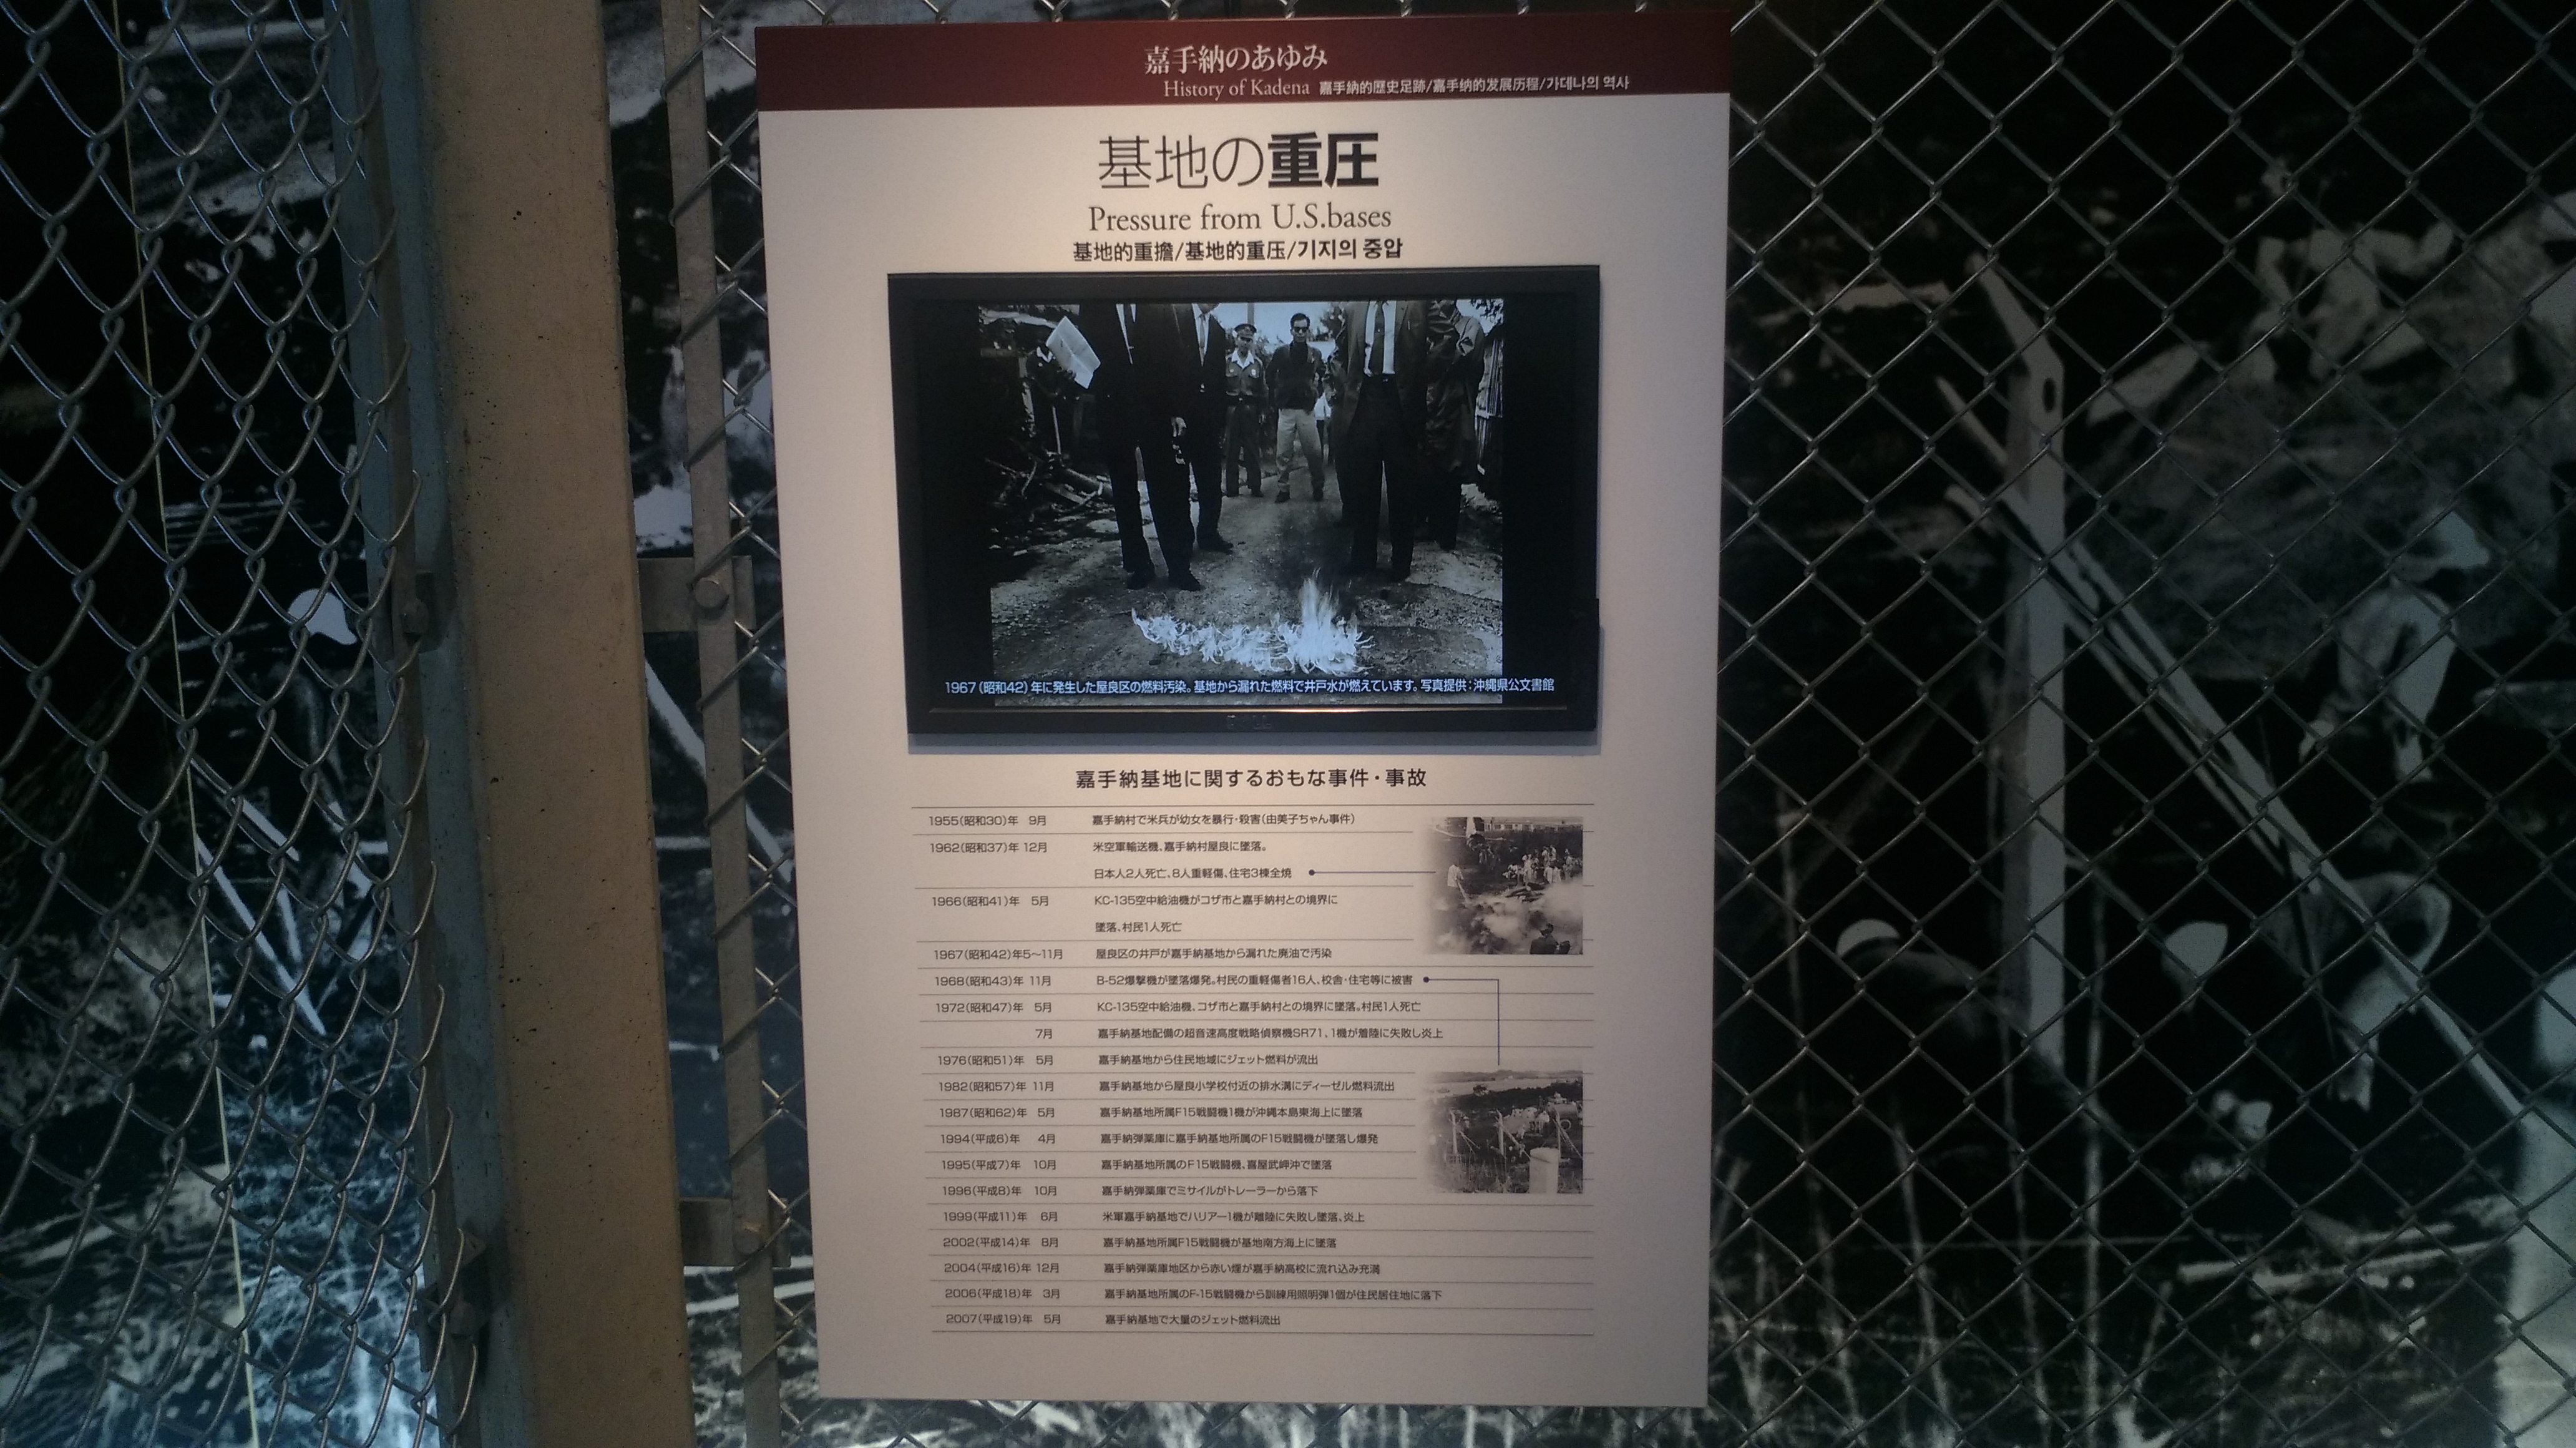 嘉手納のあゆみ
History of Kadena 嘉手納的歷史足跡/嘉手纳的发展历程/가데나의 역사
基地の重圧
Pressure from U.S.bases
基地的重擔/基地的重压/기지의 중압
1967(昭和42)年に発生した屋良区の燃料汚染。基地から漏れた燃料で井戸水が燃えています。写真提供:沖縄県公文書館
嘉手納基地に関するおもな事件・事故
1955(昭和30)年 9月 嘉手納村で米兵が幼女を暴行・殺害(由美子ちゃん事件)
1962(昭和37)年 12月 米空軍輸送機、嘉手納村屋良に墜落。
日本人2人死亡、8人重軽傷、住宅3棟全焼
1966(昭和41)年 5月 KC-135空中給油機がコザ市と嘉手納村との境界に
墜落、村民1人死亡
1967(昭和42)年5〜11月 屋良区の井戸が嘉手納基地から漏れた廃油で汚染
1968(昭和43)年 11月 B-52爆撃機が墜落爆発。村民の重軽傷者16人、校舎・住宅等に被害
1972(昭和47)年 5月 KC-135空中給油機、コザ市と嘉手納村との境界に墜落。村民1人死亡
7月 嘉手納基地配備の超音速高度戦略偵察機SR71、1機が着陸に失敗し炎上
1976(昭和51)年 5月 嘉手納基地から住民地域にジェット燃料が流出
1982(昭和57)年 11月 嘉手納基地から屋良小学校付近の排水溝にディーゼル燃料流出
1987(昭和62)年 5月 嘉手納基地所属F15戦闘機1機が沖縄本島東海上に墜落
1994(平成6)年 4月 嘉手納弾薬庫に嘉手納基地所属のF15戦闘機が墜落し爆発
1995(平成7)年 10月 嘉手納基地所属のF15戦闘機、喜屋武岬沖で墜落
1996(平成8)年 10月 嘉手納弾薬庫でミサイルがトレーラーから落下
1999(平成11)年 6月 米軍嘉手納基地でハリアー1機が離陸に失敗し墜落、炎上
2002(平成14)年 8月 嘉手納基地所属F15戦闘機が基地南方海上に墜落
2004(平成16)年 12月 嘉手納弾薬庫地区から赤い煙が嘉手納高校に流れ込み充満
2006(平成18)年 3月 嘉手納基地所属のF-15戦闘機から訓練用照明弾1個が住民居住地に落下
2007(平成19)年 5月 嘉手納基地で大量のジェット燃料流出